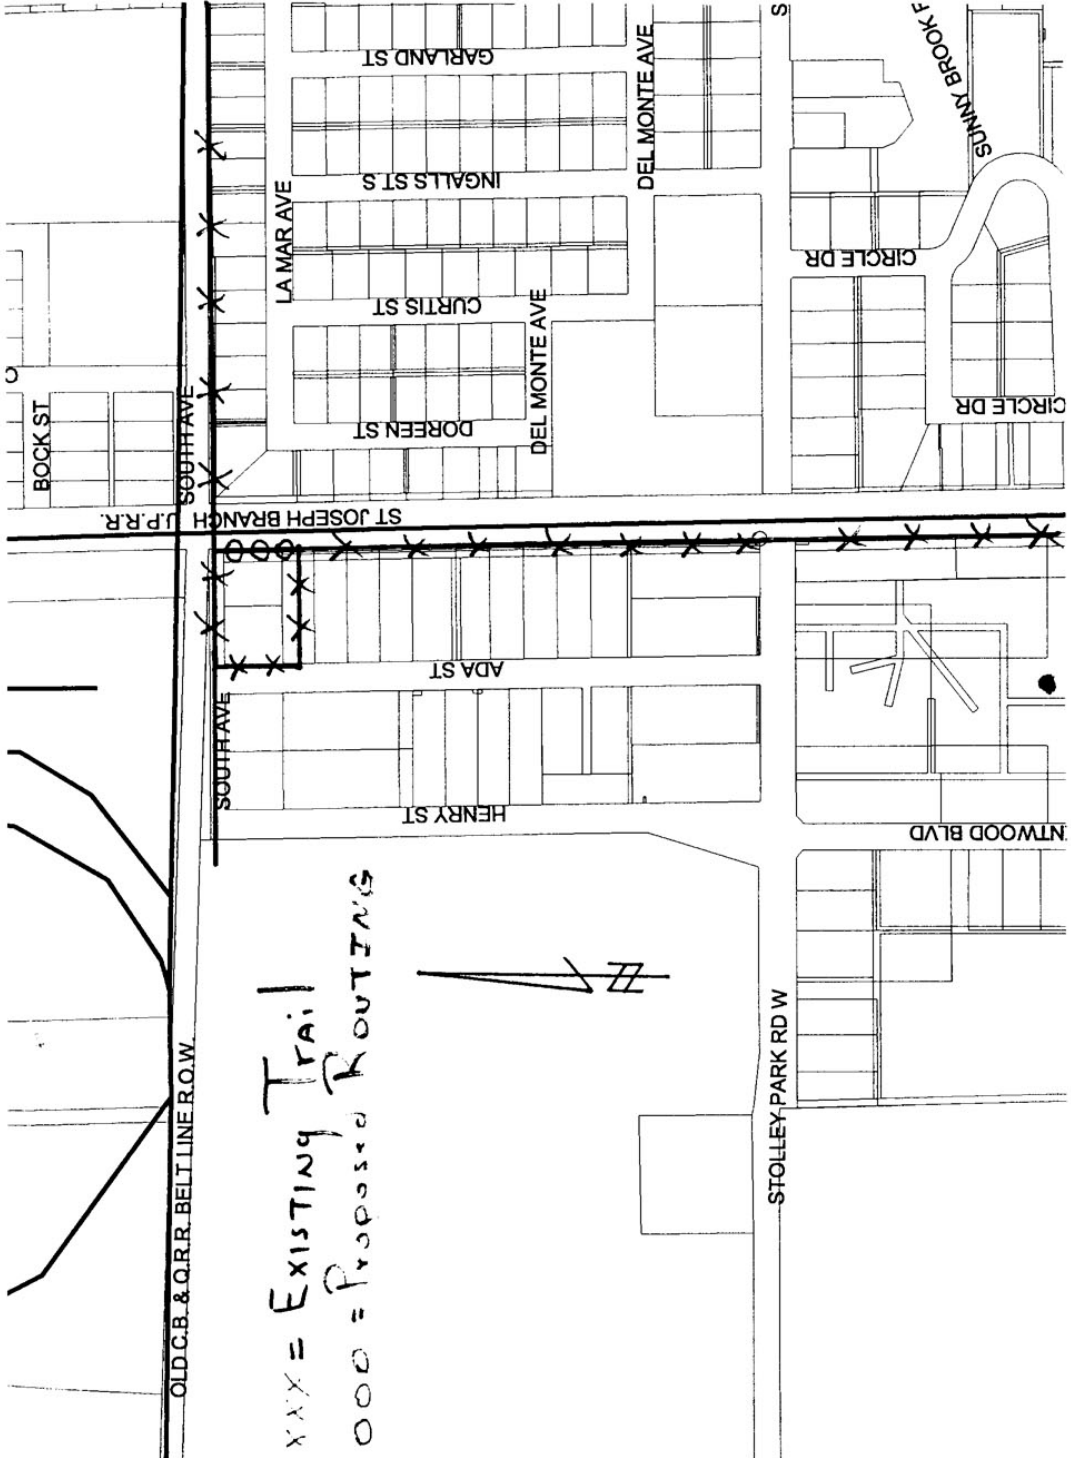 GARLAND ST
DEL MONTE AVE
S
SUNNY BROOK
INGALLS ST S
LA MAR AVE
CIRCLE DR
CURTIS ST
DEL MONTE AVE
C
BOCK ST
SOUTH AVE
DOREEN ST
CIRCLE DR
ST JOSEPH BRANCH U.P.R.R.
ADA ST
SOUTH AVE
HENRY ST
NTWOOD BLVD
N
STOLLEY PARK RD W
OLD C.B. & Q.R.R. BELT LINE R.O.W.
XXX = EXISTING Trail
OOO = Proposed ROUTING